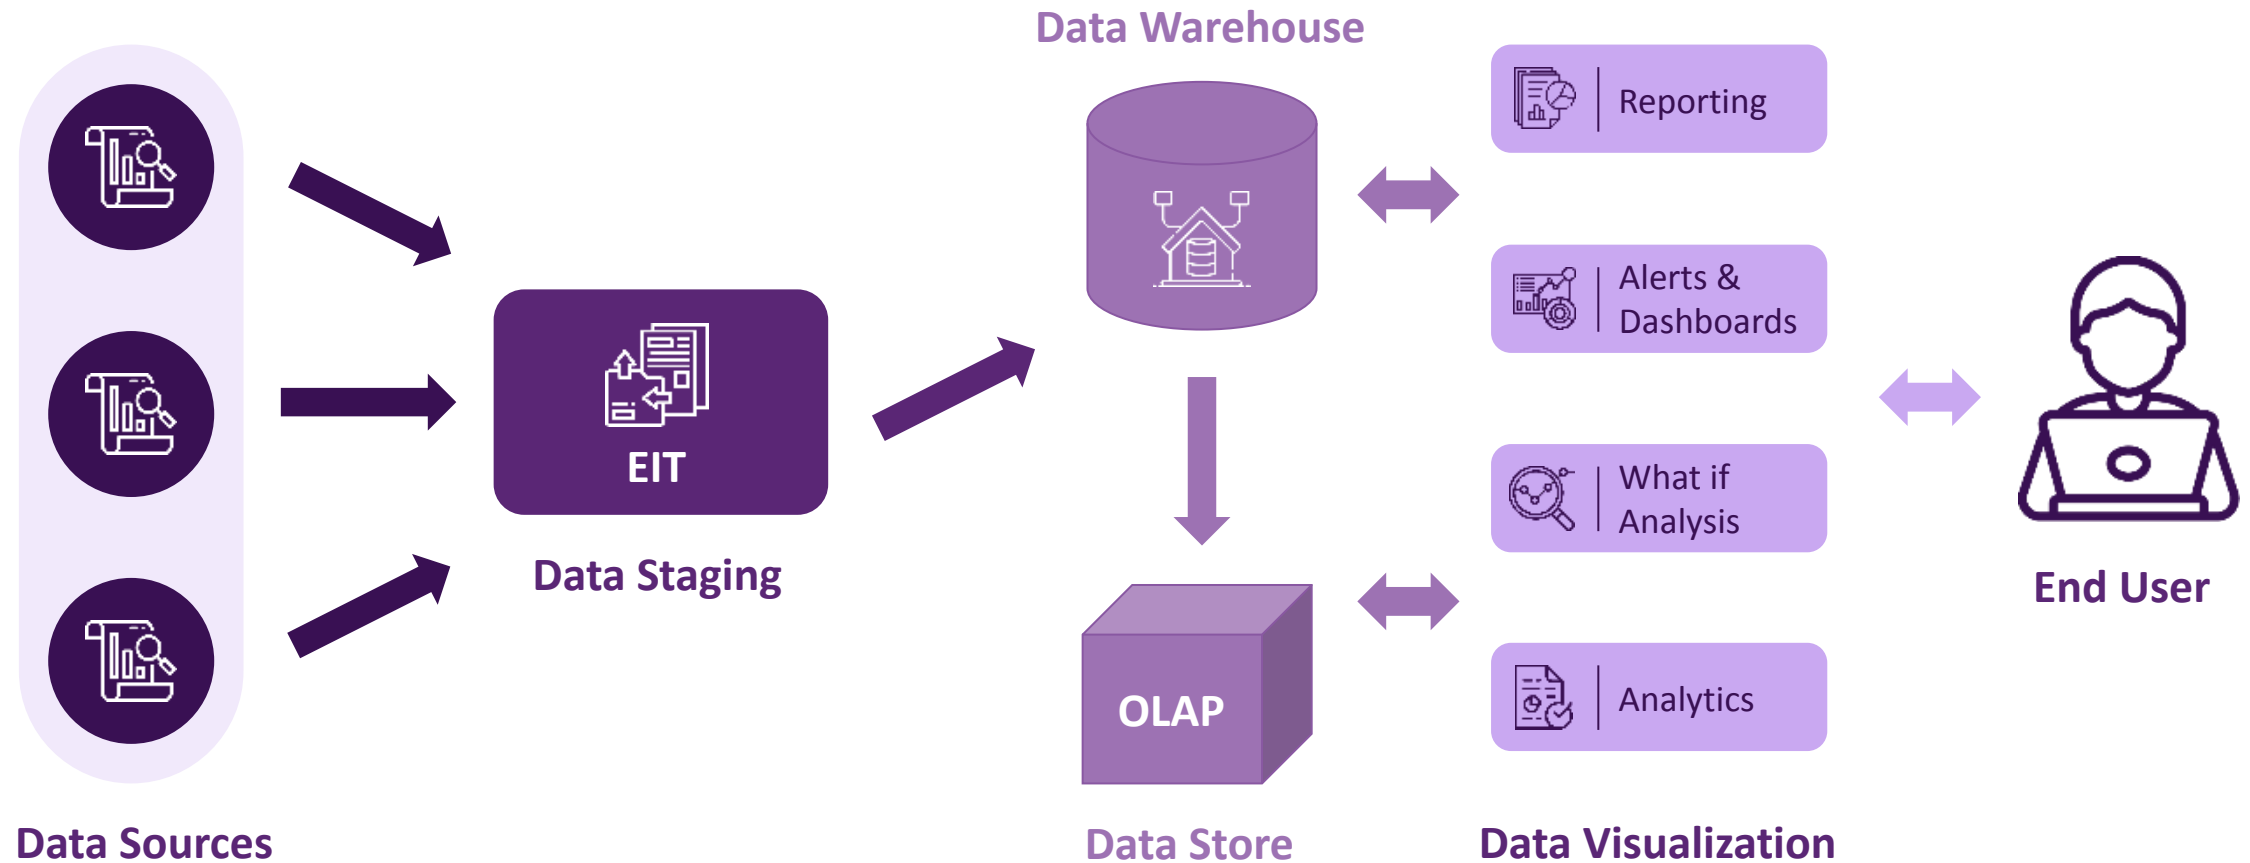 Data Warehouse
Reporting
Alerts &
Dashboards
EIT
What if
Analysis
Data Staging
End User
OLAP
Analytics
Data Sources
Data Store
Data Visualization